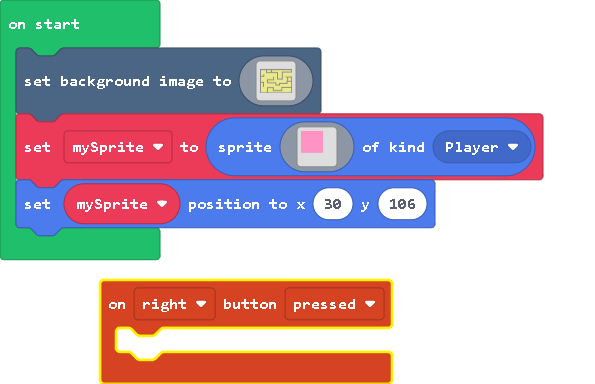 on start
set background image to
set mySprite to sprite of kind Player
set mySprite position to x 30 y 106
on right button pressed